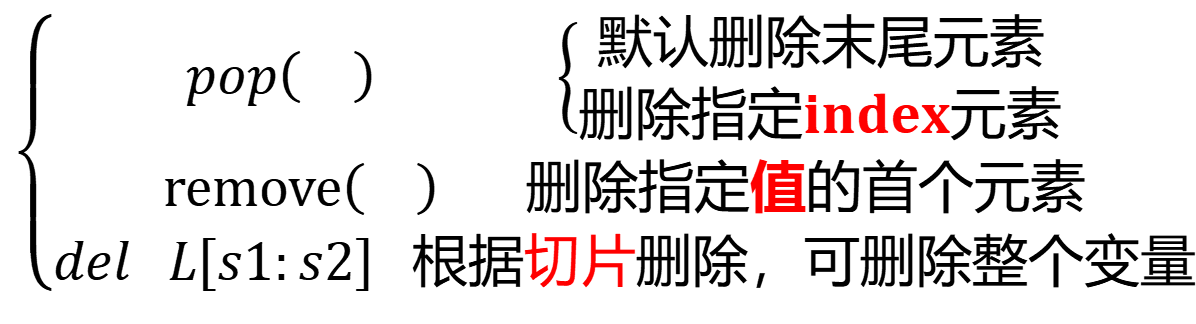 pop( ) 默认删除末尾元素
删除指定index元素
remove( ) 删除指定值的首个元素
del L[s1:s2] 根据切片删除，可删除整个变量